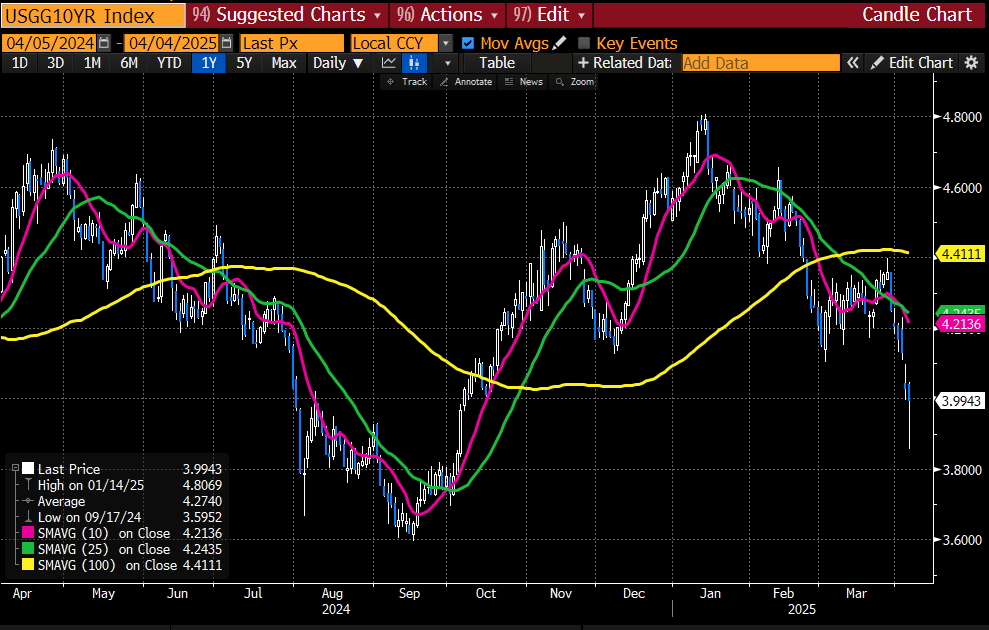 USGG10YR Index 94) Suggested Charts 96) Actions 97) Edit Candle Chart
04/05/2024 - 04/04/2025 Last Px Local CCY Mov Avgs Key Events
1D 3D 1M 6M YTD 1Y 5Y Max Daily ▼ Table + Related Data Add Data « Edit Chart
Track Annotate News Zoom
4.8000
4.6000
4.4111
4.2435
4.2136
3.9943
3.8000
3.6000
Last Price 3.9943
High on 01/14/25 4.8069
Average 4.2740
Low on 09/17/24 3.5952
SMAVG (10) on Close 4.2136
SMAVG (25) on Close 4.2435
SMAVG (100) on Close 4.4111
Apr May Jun Jul Aug Sep Oct Nov Dec Jan Feb Mar
2024 2025